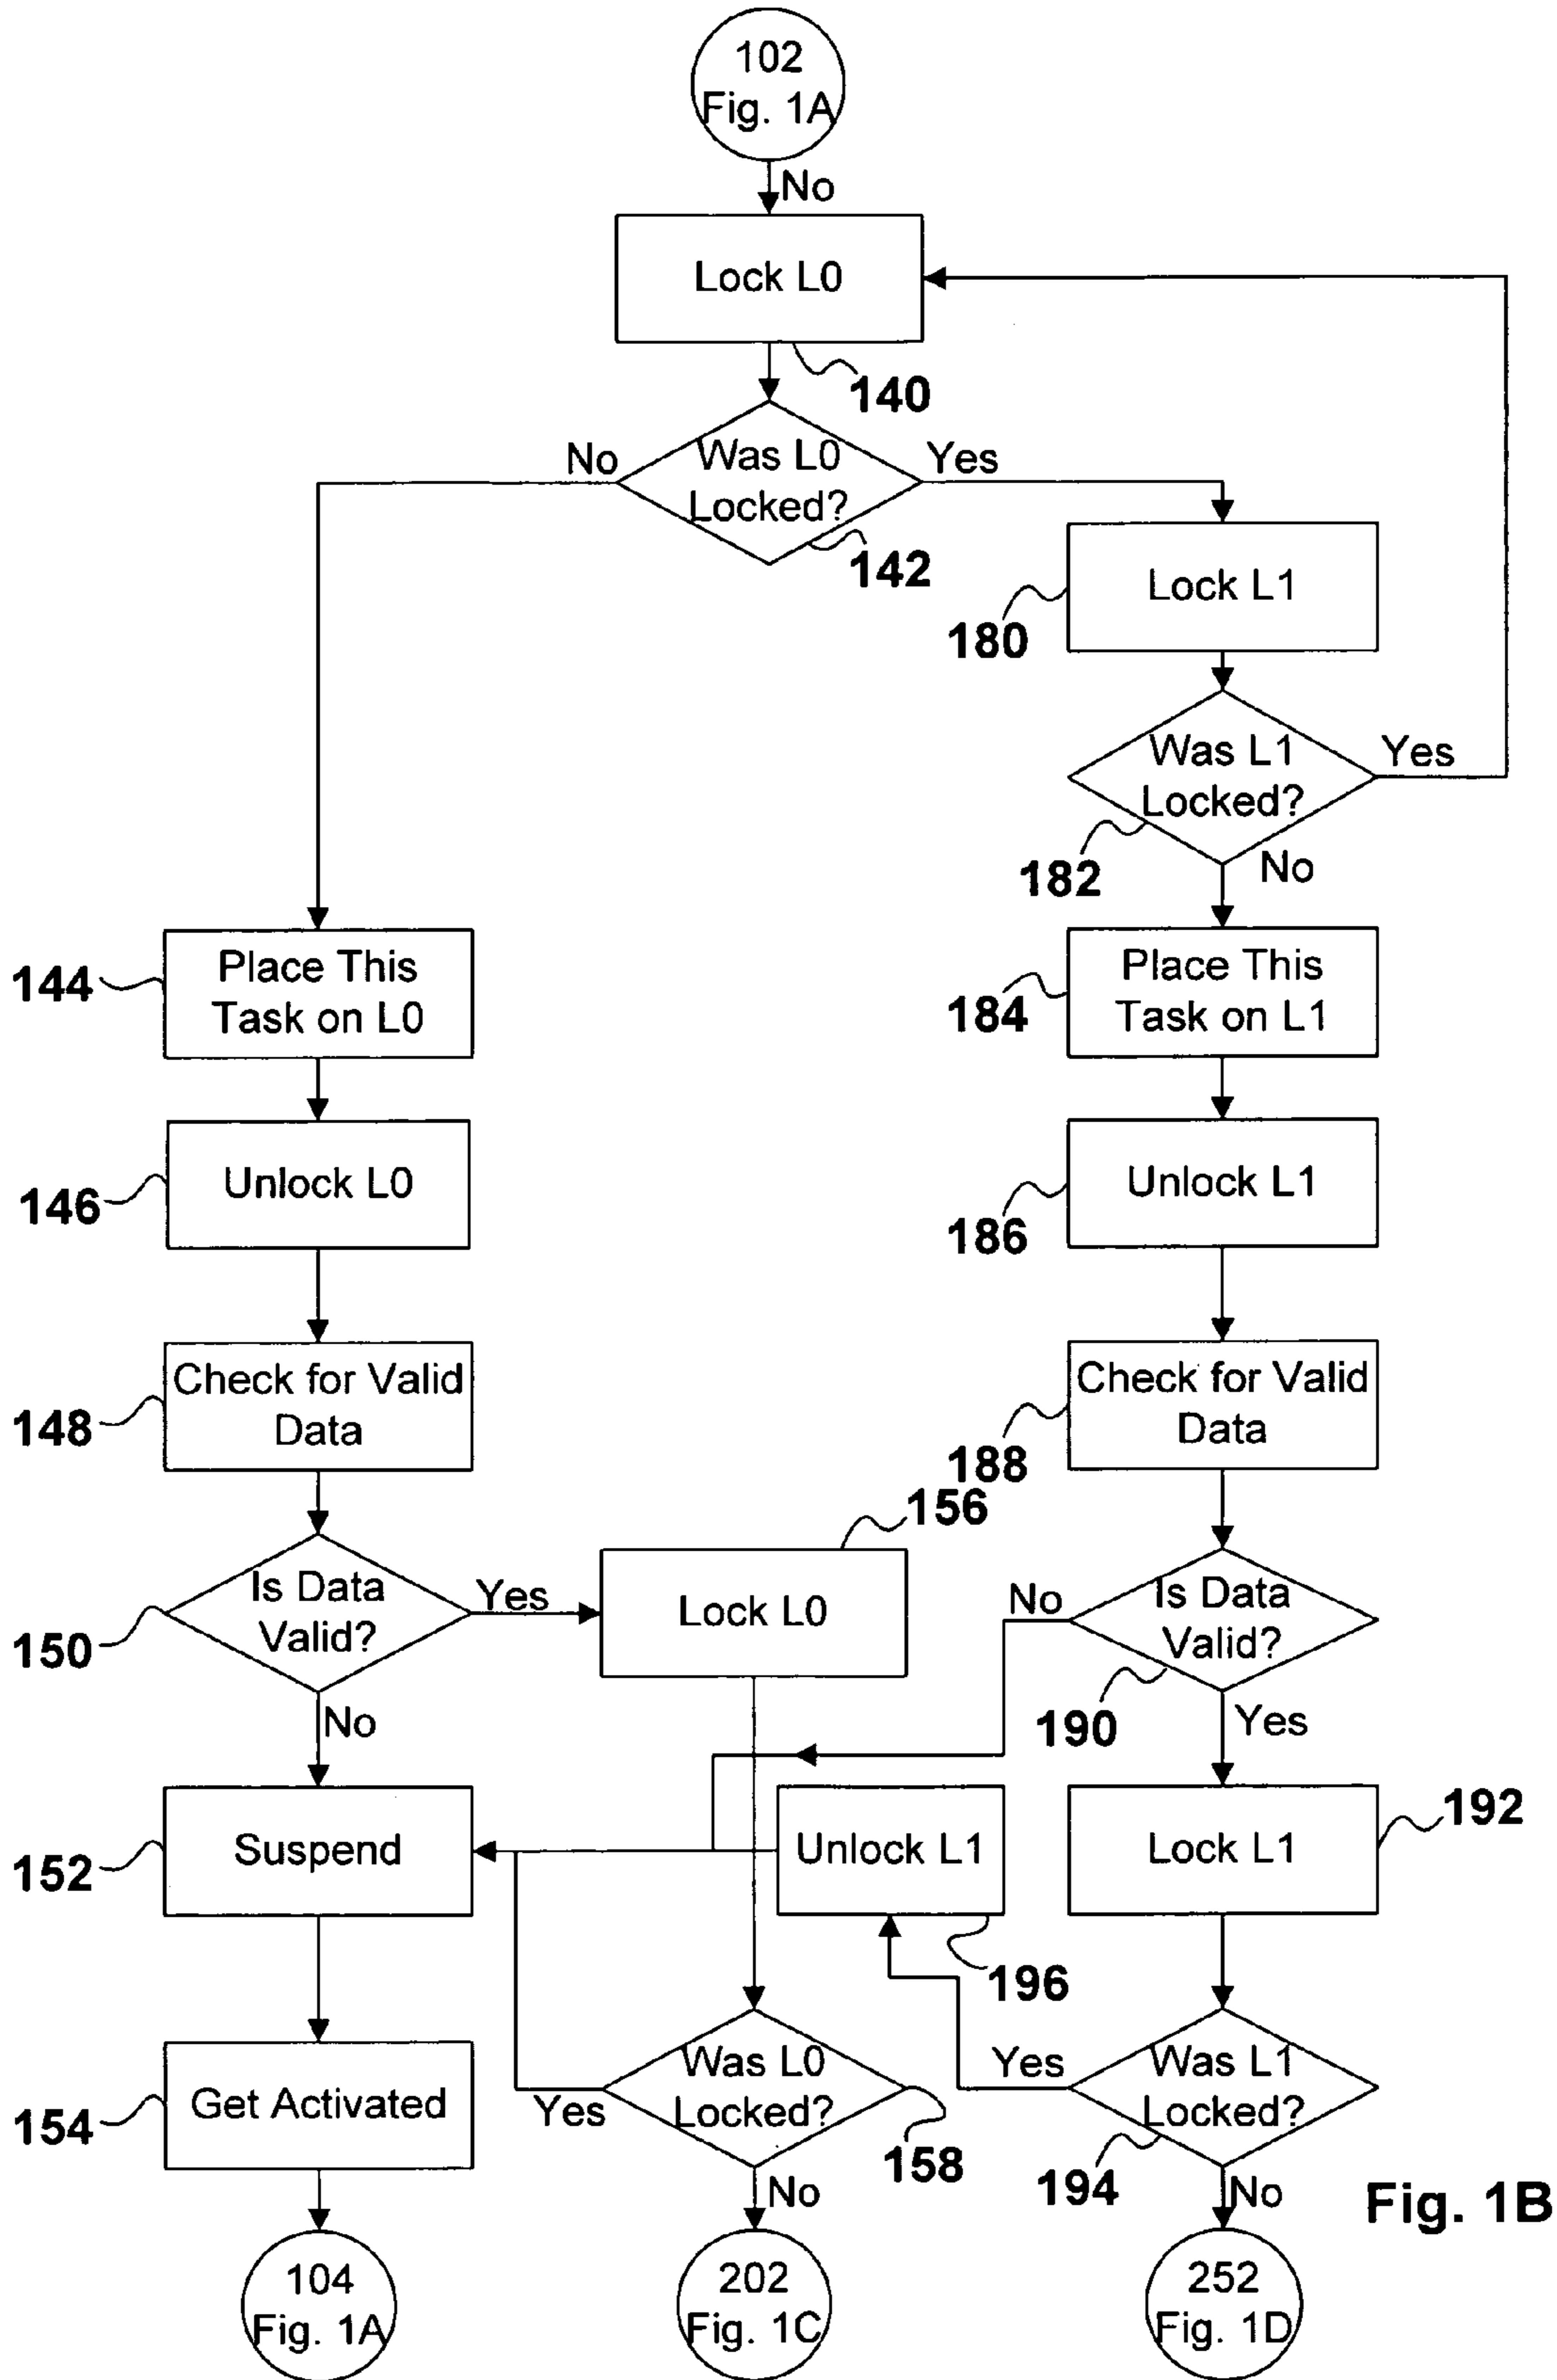 102
Fig. 1A
No
Lock L0
140
Was L0
Locked?
No
Yes
142
Lock L1
180
Was L1
Locked?
Yes
182
No
Place This
Task on L0
144
Place This
Task on L1
184
Unlock L0
146
Unlock L1
186
Check for Valid
Data
148
Check for Valid
Data
188
156
Is Data
Valid?
Yes
150
No
Lock L0
Is Data
Valid?
No
190
Yes
Suspend
152
Unlock L1
196
Lock L1
192
Get Activated
154
Was L0
Locked?
Yes
158
No
Was L1
Locked?
Yes
194
No
Fig. 1B
104
Fig. 1A
202
Fig. 1C
252
Fig. 1D